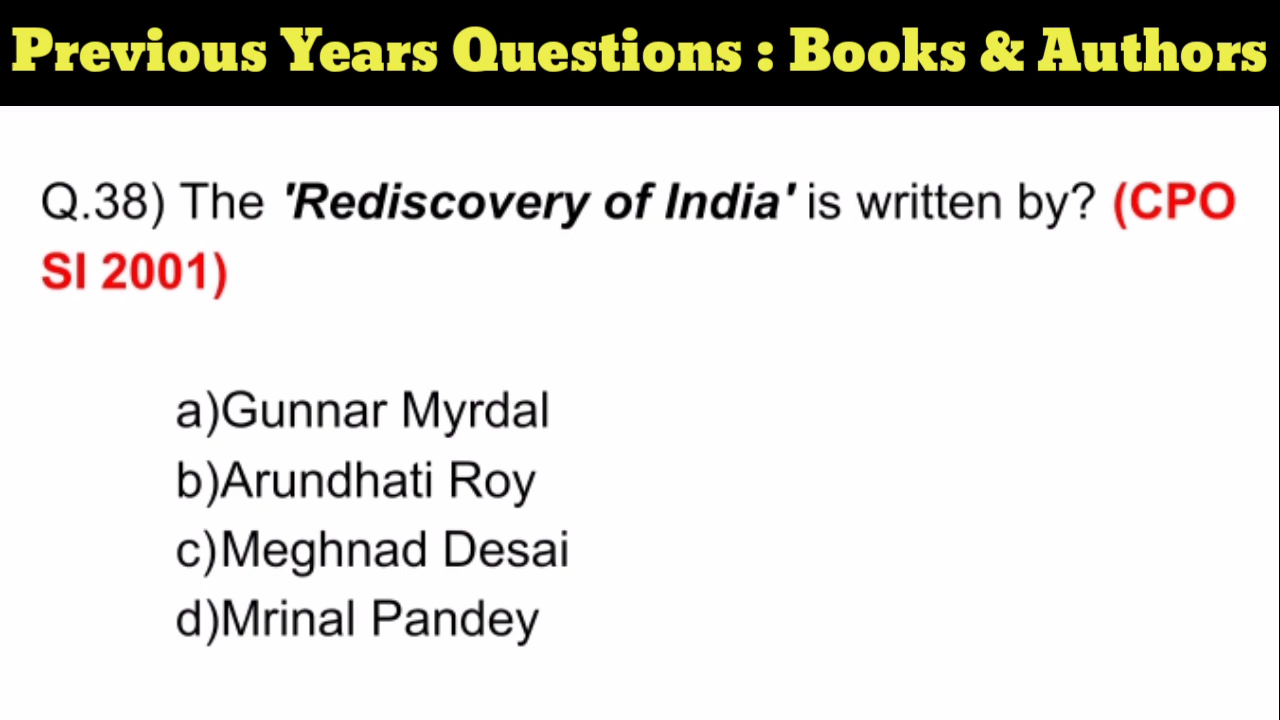 Previous Years Questions : Books & Authors
Q.38) The 'Rediscovery of India' is written by? (CPO
SI 2001)
a)Gunnar Myrdal
b)Arundhati Roy
c)Meghnad Desai
d)Mrinal Pandey